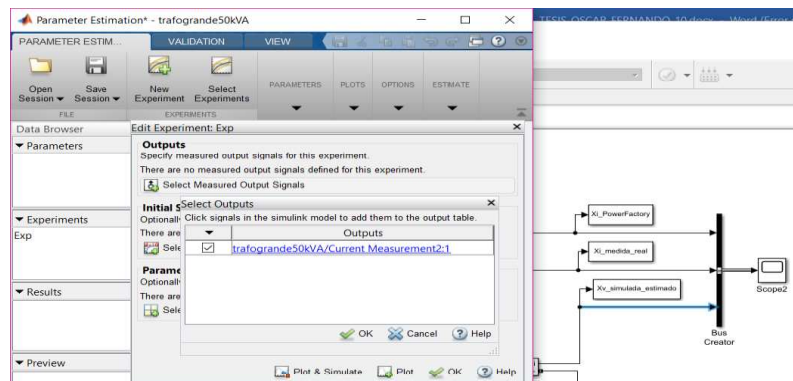 Parameter Estimation* - trafogrande50kVA
TESIS OSCAR FERNANDO 10.docx - Word (Error
PARAMETER ESTIM... VALIDATION VIEW
Open Session Save Session New Experiment Select Experiments PARAMETERS PLOTS OPTIONS ESTIMATE
FILE EXPERIMENTS
Data Browser
Parameters
Experiments
Exp
Results
Preview
Edit Experiment: Exp
Outputs
Specify measured output signals for this experiment.
There are no measured output signals defined for this experiment.
Select Measured Output Signals
Initial S
Optionall
There are
Sele
Parame
Optionall
There are
Sele
Select Outputs
Click signals in the simulink model to add them to the output table.
Outputs
trafogrande50kVA/Current Measurement2:1
OK Cancel Help
Plot & Simulate Plot OK Help
Xi_PowerFactory
Xi_medida_real
Xv_simulada_estimado
Scope2
Bus
Creator